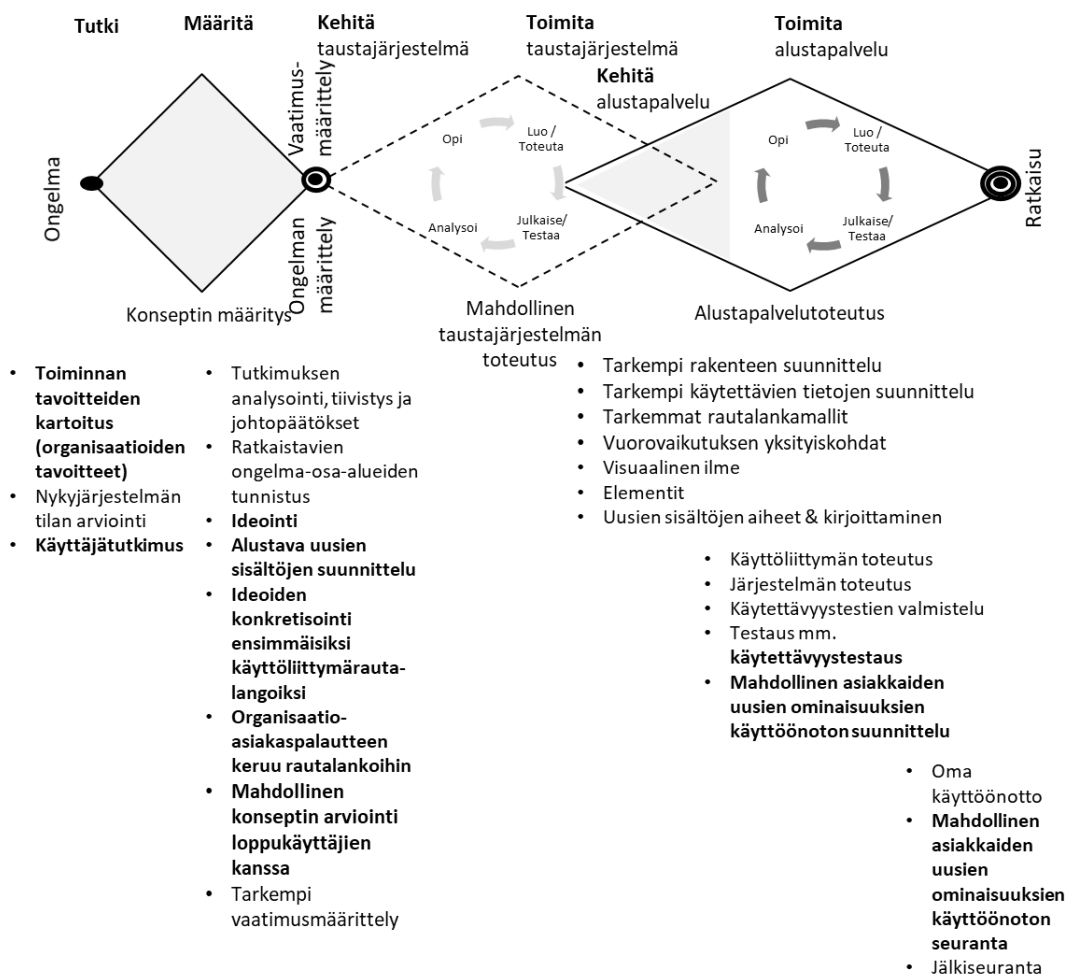 Tutki
Määritä
Kehitä
taustajärjestelmä
Toimita
taustajärjestelmä
Kehitä
alustapalvelu
Toimita
alustapalvelu
Ongelma
Vaatimus-
määrittely
Ongelman
määrittely
Opi
Luo /
Toteuta
Julkaise/
Testaa
Analysoi
Opi
Luo /
Toteuta
Julkaise/
Testaa
Analysoi
Ratkaisu
Konseptin määritys
Mahdollinen
taustajärjestelmän
toteutus
Alustapalvelutoteutus
• Toiminnan
tavoitteiden
kartoitus
(organisaatioiden
tavoitteet)
• Nykyjärjestelmän
tilan arviointi
• Käyttäjätutkimus
• Tutkimuksen
analysointi, tiivistys ja
johtopäätökset
• Ratkaistavien
ongelma-osa-alueiden
tunnistus
• Ideointi
• Alustava uusien
sisältöjen suunnittelu
• Ideoiden
konkretisointi
ensimmäisiksi
käyttöliittymärauta-
langoiksi
• Organisaatio-
asiakaspalautteen
keruu rautalankoihin
• Mahdollinen
konseptin arviointi
loppukäyttäjien
kanssa
• Tarkempi
vaatimusmäärittely
• Tarkempi rakenteen suunnittelu
• Tarkempi käytettävien tietojen suunnittelu
• Tarkemmat rautalankamallit
• Vuorovaikutuksen yksityiskohdat
• Visuaalinen ilme
• Elementit
• Uusien sisältöjen aiheet & kirjoittaminen
• Käyttöliittymän toteutus
• Järjestelmän toteutus
• Käytettävyystestien valmistelu
• Testaus mm.
käytettävyystestaus
• Mahdollinen asiakkaiden
uusien ominaisuuksien
käyttöönoton suunnittelu
• Oma
käyttöönotto
• Mahdollinen
asiakkaiden
uusien
ominaisuuksien
käyttöönoton
seuranta
• Jälkiseuranta